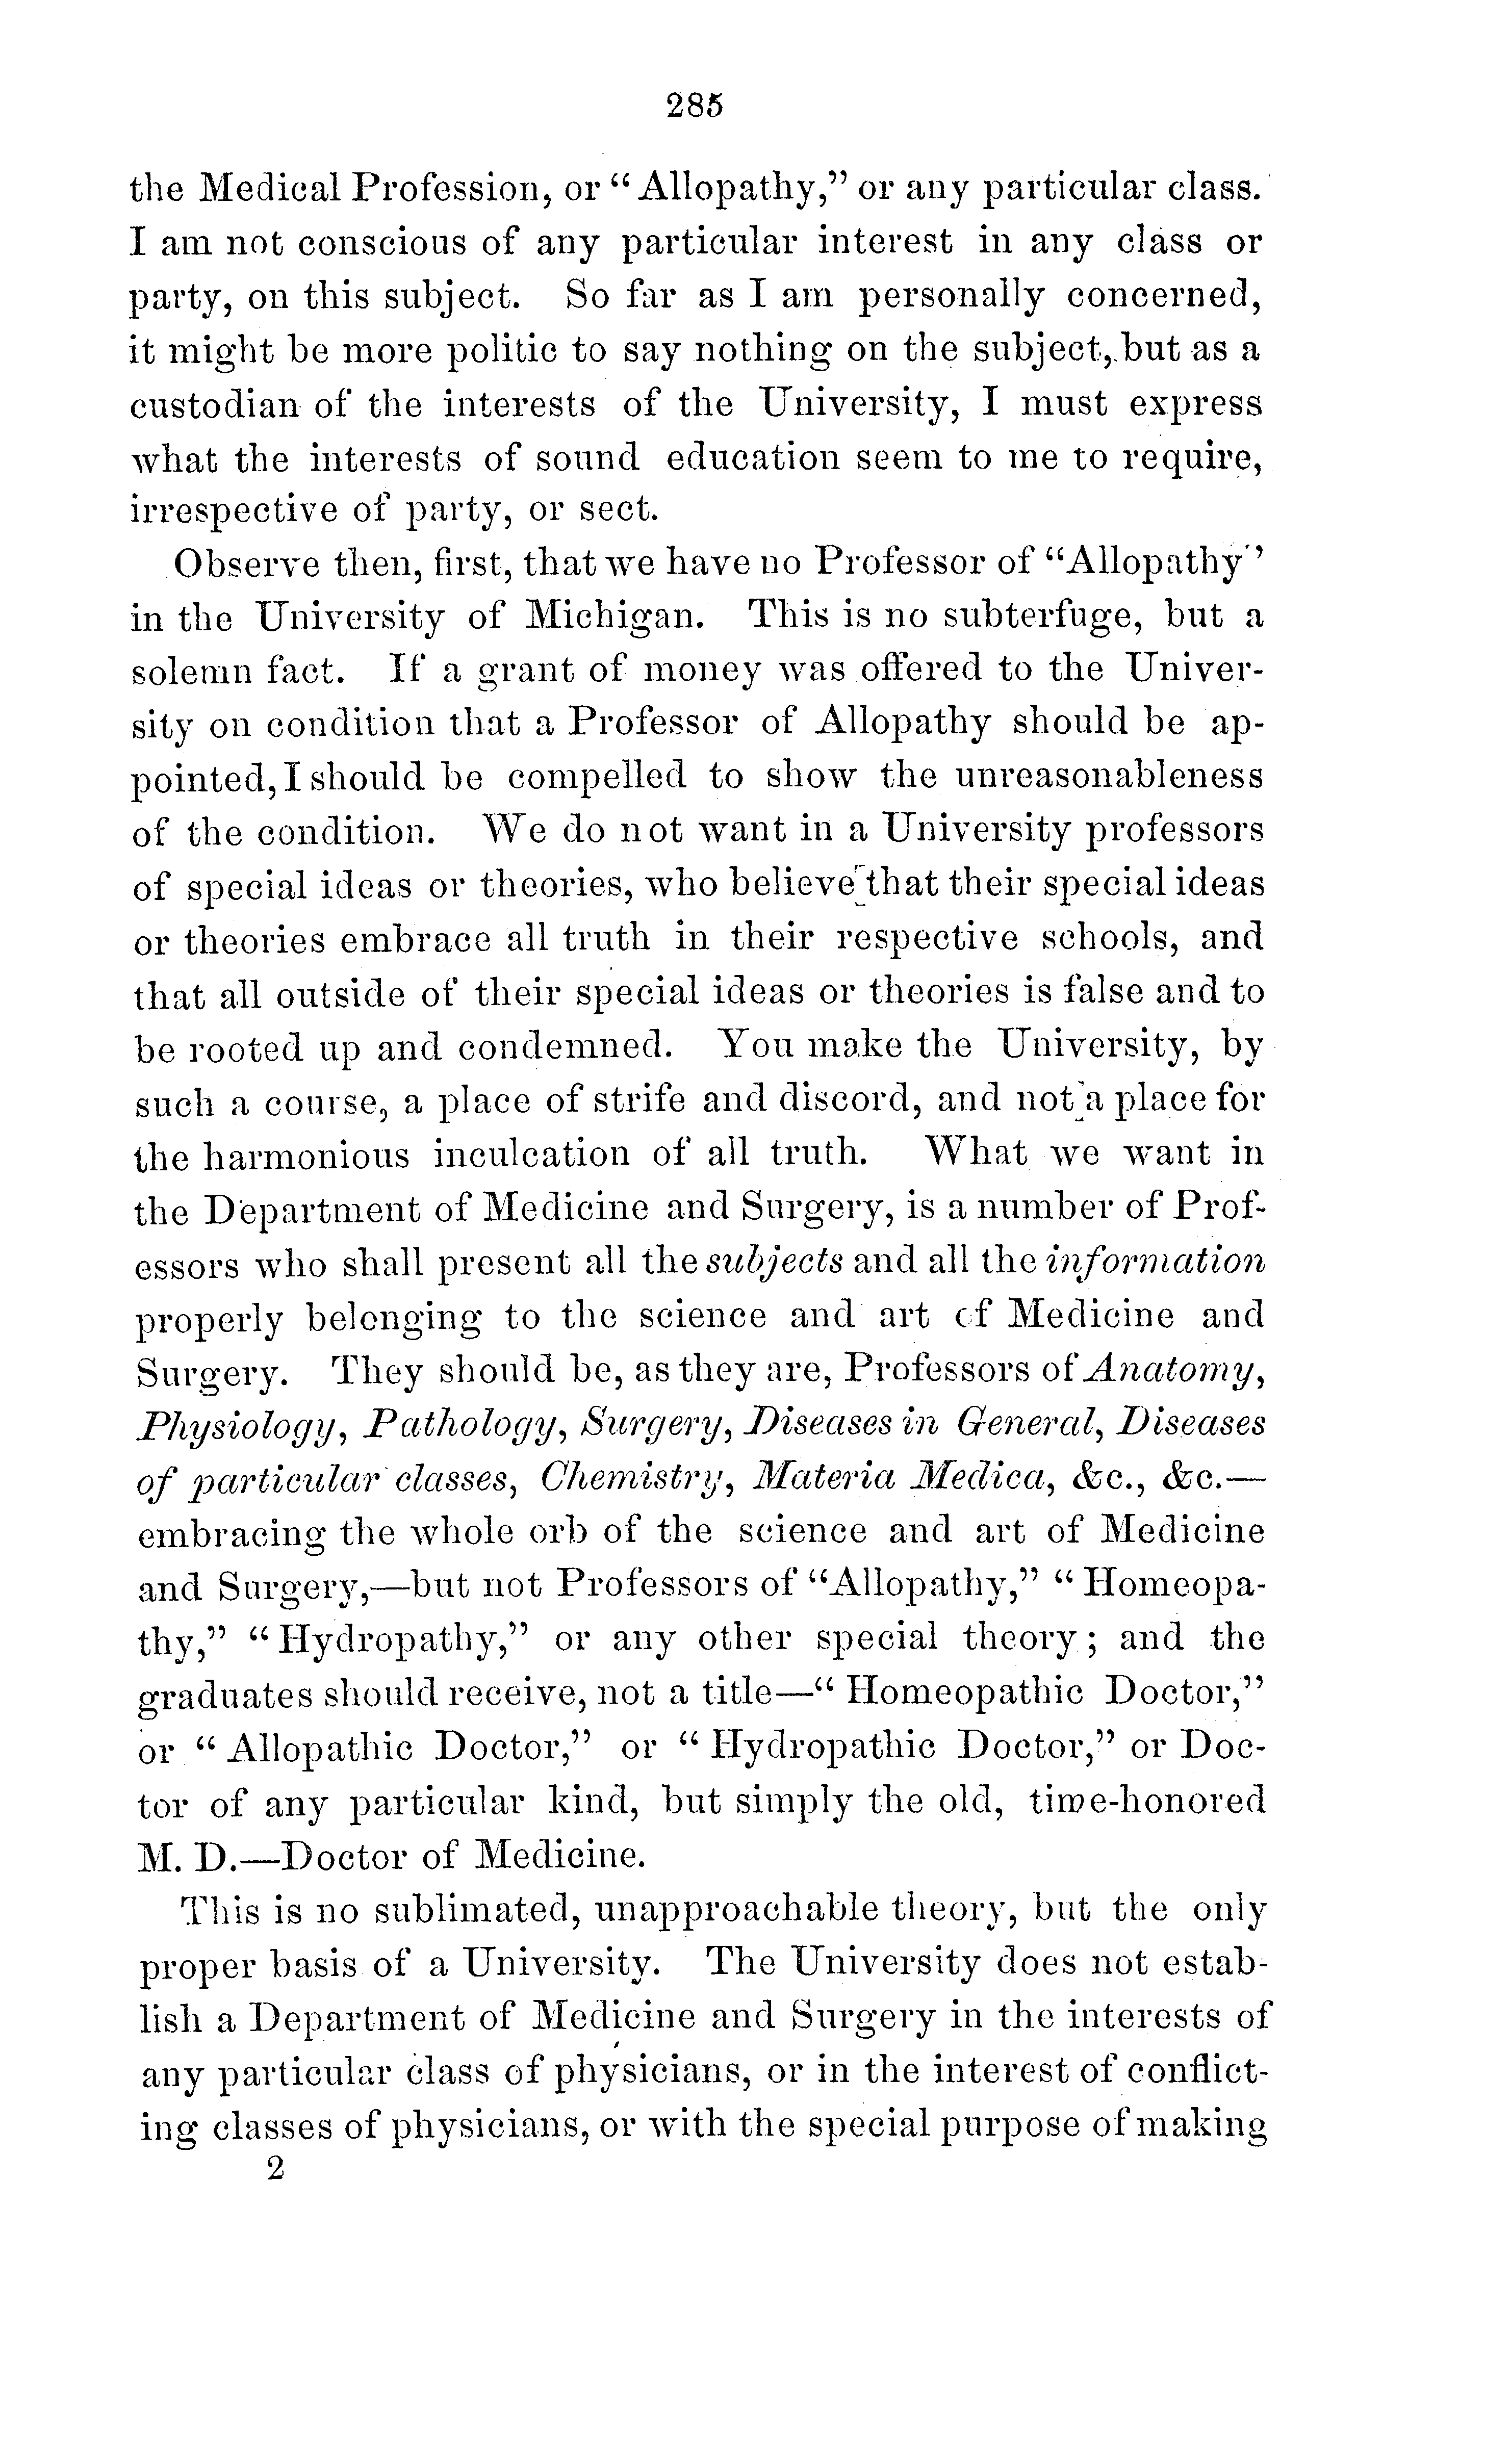 285
the Medical Profession, or “Allopathy,” or any particular class.
I am not conscious of any particular interest in any class or
party, on this subject. So far as I am personally concerned,
it might be more politic to say nothing on the subject, but as a
custodian of the interests of the University, I must express
what the interests of sound education seem to me to require,
irrespective of party, or sect.
Observe then, first, that we have no Professor of “Allopathy”
in the University of Michigan. This is no subterfuge, but a
solemn fact. If a grant of money was offered to the Univer-
sity on condition that a Professor of Allopathy should be ap-
pointed, I should be compelled to show the unreasonableness
of the condition. We do not want in a University professors
of special ideas or theories, who believe that their special ideas
or theories embrace all truth in their respective schools, and
that all outside of their special ideas or theories is false and to
be rooted up and condemned. You make the University, by
such a course, a place of strife and discord, and not a place for
the harmonious inculcation of all truth. What we want in
the Department of Medicine and Surgery, is a number of Prof-
essors who shall present all the subjects and all the information
properly belonging to the science and art of Medicine and
Surgery. They should be, as they are, Professors of Anatomy,
Physiology, Pathology, Surgery, Diseases in General, Diseases
of particular classes, Chemistry, Materia Medica, &c., &c.—
embracing the whole orb of the science and art of Medicine
and Surgery,—but not Professors of “Allopathy,” “Homeopa-
thy,” “Hydropathy,” or any other special theory; and the
graduates should receive, not a title—“Homeopathic Doctor,”
or “Allopathic Doctor,” or “Hydropathic Doctor,” or Doc-
tor of any particular kind, but simply the old, time-honored
M. D.—Doctor of Medicine.
This is no sublimated, unapproachable theory, but the only
proper basis of a University. The University does not estab-
lish a Department of Medicine and Surgery in the interests of
any particular class of physicians, or in the interest of conflict-
ing classes of physicians, or with the special purpose of making
2